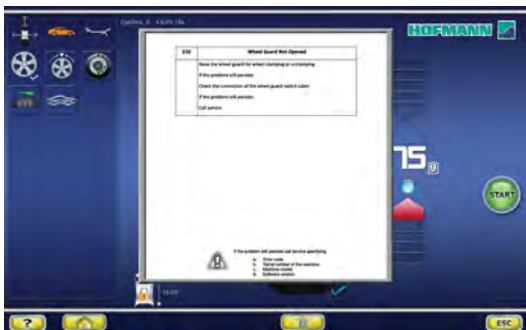 HOFMANN
E32 Wheel Guard Not Opened
Raise the wheel guard for wheel clamping or unclamping
If the problem still persists:
Check the connection of the wheel guard switch cable
If the problem still persists:
Call service
75 g
START
If the problem still persists call service specifying
a. Error code
b. Serial number of the machine
c. Machine model
d. Software version
?
ESC